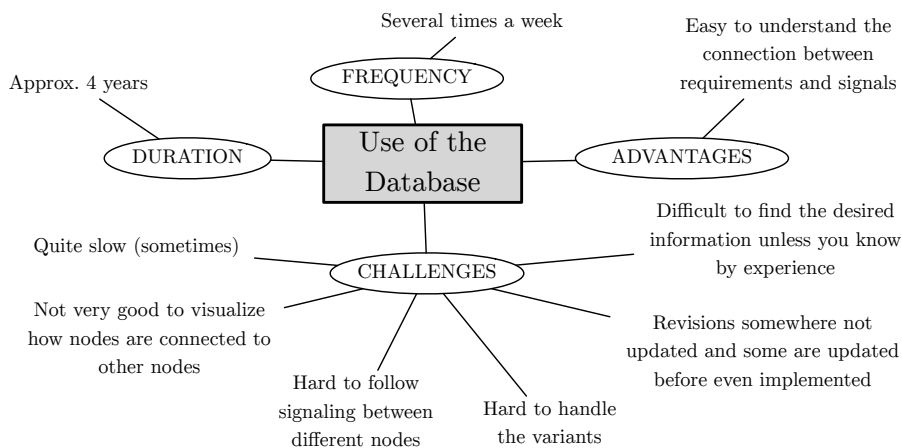 Several times a week
Easy to understand the
connection between
requirements and signals
FREQUENCY
Approx. 4 years
Use of the
Database
DURATION
ADVANTAGES
Difficult to find the desired
information unless you know
by experience
Quite slow (sometimes)
CHALLENGES
Not very good to visualize
how nodes are connected to
other nodes
Revisions somewhere not
updated and some are updated
before even implemented
Hard to follow
signaling between
different nodes
Hard to handle
the variants